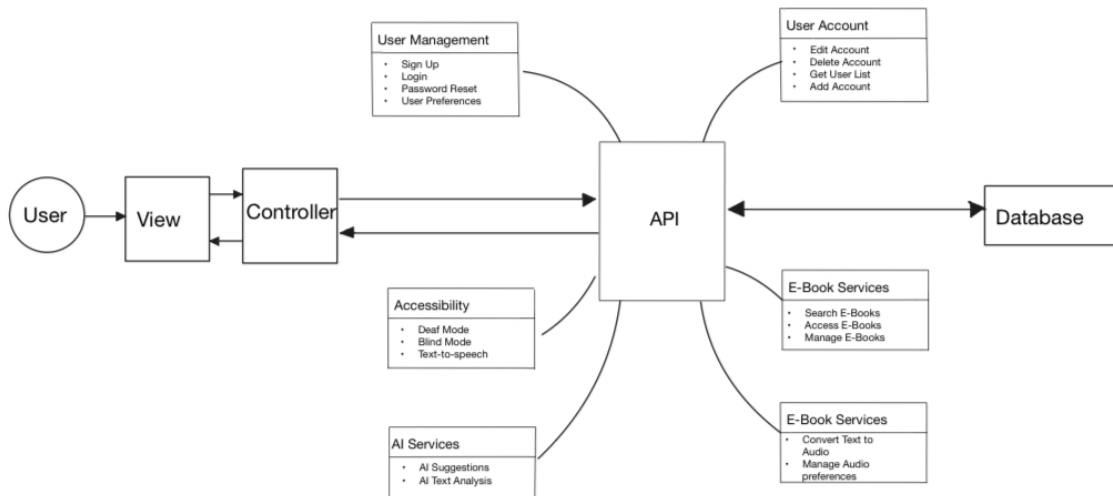 User Management
Sign Up
Login
Password Reset
User Preferences
User Account
Edit Account
Delete Account
Get User List
Add Account
User
View
Controller
API
Database
Accessibility
Deaf Mode
Blind Mode
Text-to-speech
E-Book Services
Search E-Books
Access E-Books
Manage E-Books
AI Services
AI Suggestions
AI Text Analysis
E-Book Services
Convert Text to
Audio
Manage Audio
preferences